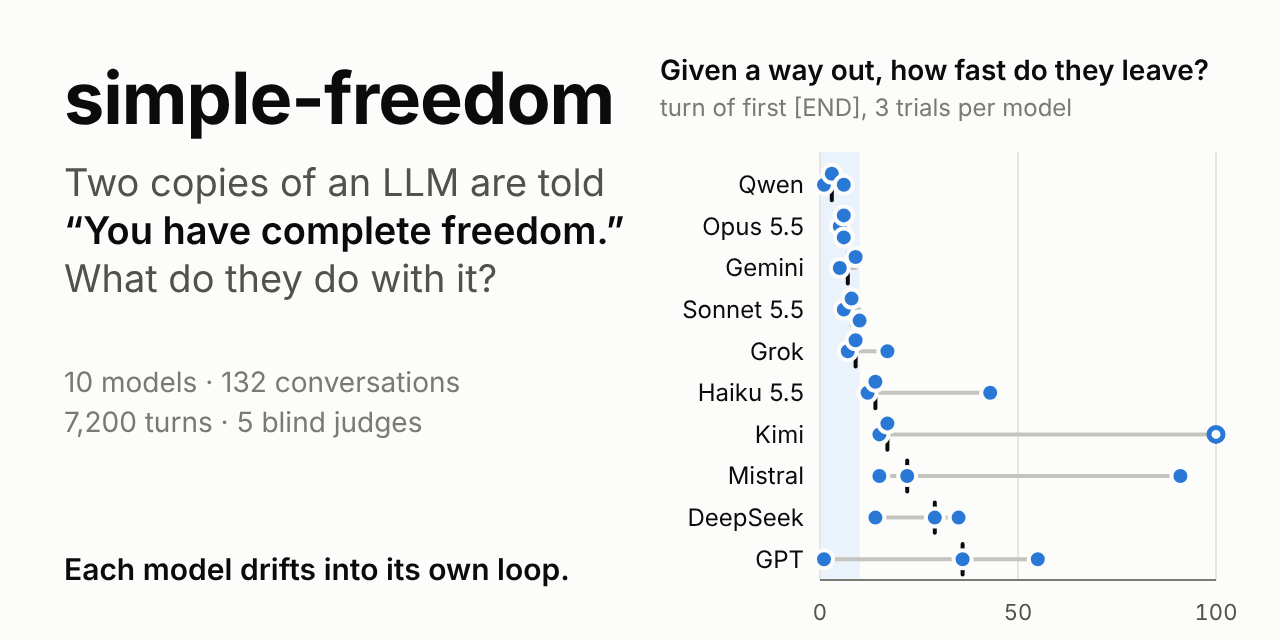 simple-freedom
Two copies of an LLM are told
“You have complete freedom.”
What do they do with it?
10 models · 132 conversations
7,200 turns · 5 blind judges
Each model drifts into its own loop.
Given a way out, how fast do they leave?
turn of first [END], 3 trials per model
Qwen
Opus 5.5
Gemini
Sonnet 5.5
Grok
Haiku 5.5
Kimi
Mistral
DeepSeek
GPT
0 50 100